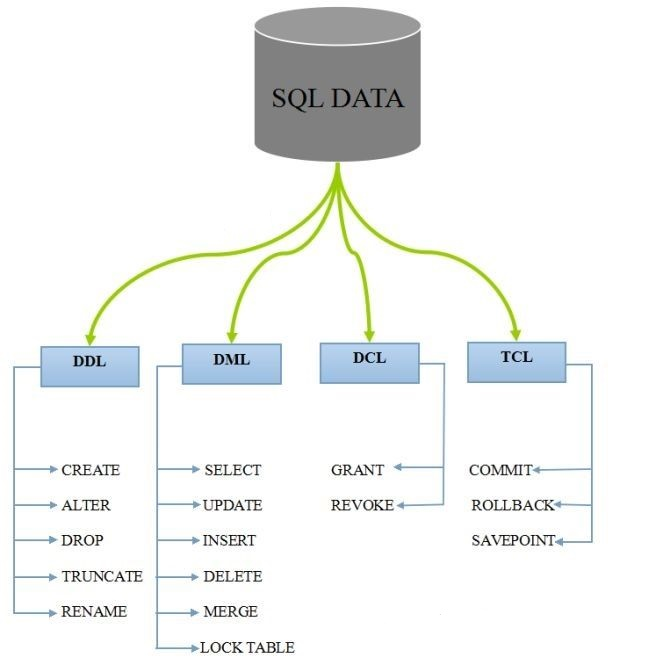 SQL DATA
DDL
DML
DCL
TCL
CREATE
ALTER
DROP
TRUNCATE
RENAME
SELECT
UPDATE
INSERT
DELETE
MERGE
LOCK TABLE
GRANT
REVOKE
COMMIT
ROLLBACK
SAVEPOINT